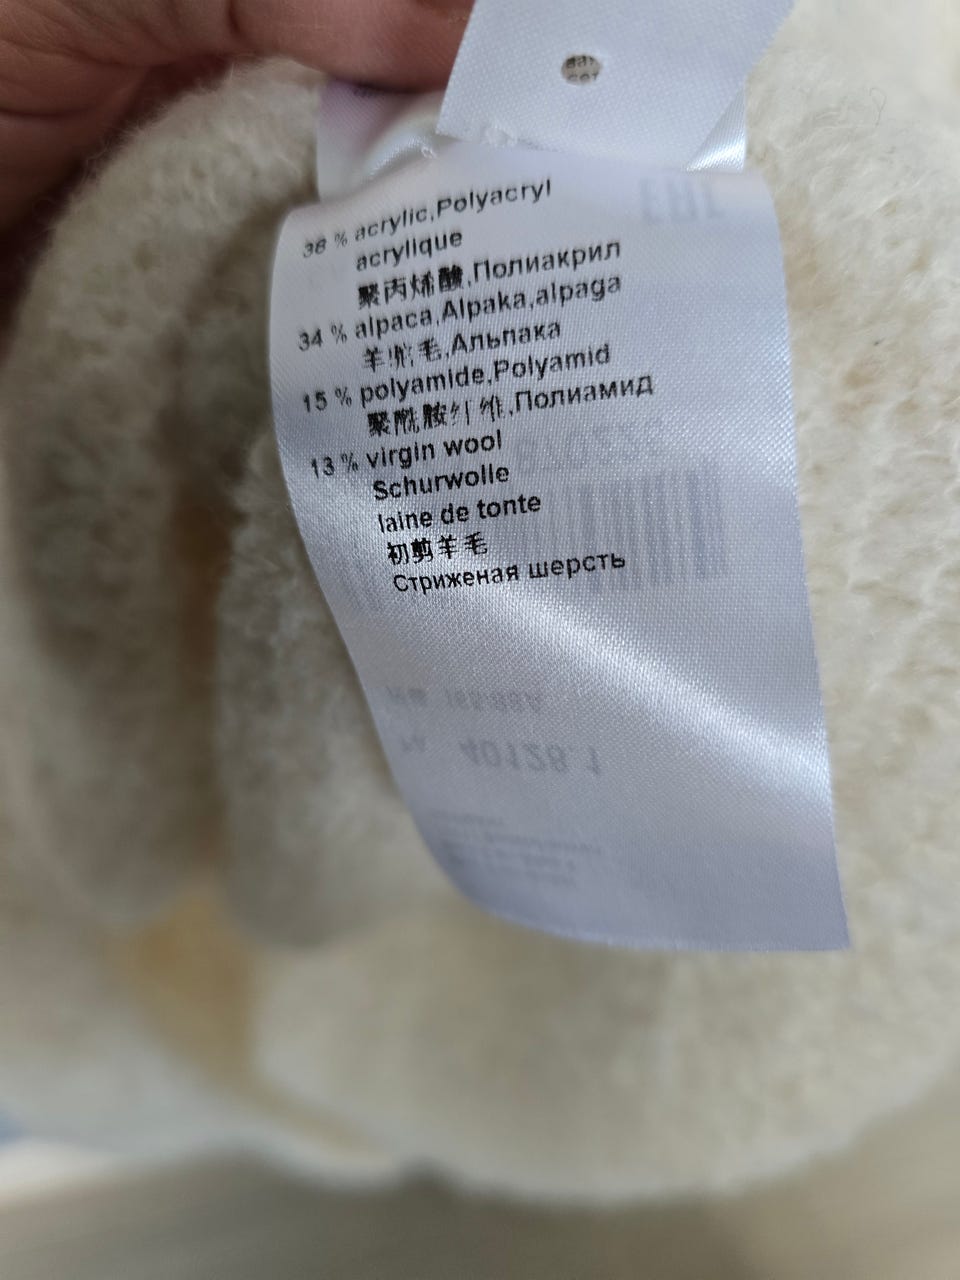 38 % acrylic,Polyacryl
acrylique
聚丙烯酸,Полиакрил
34 % alpaca,Alpaka,alpaga
羊驼毛,Альпака
15 % polyamide,Polyamid
聚酰胺纤维,Полиамид
13 % virgin wool
Schurwolle
laine de tonte
初剪羊毛
Стриженая шерсть
40128.1